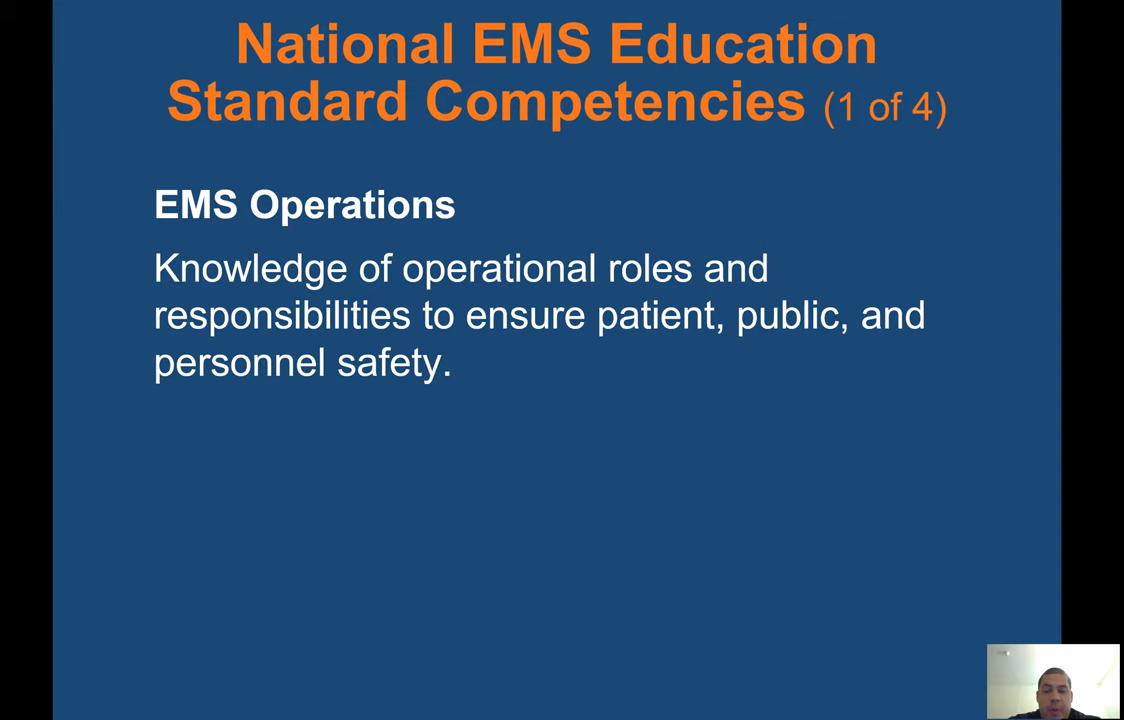 National EMS Education
Standard Competencies (1 of 4)
EMS Operations
Knowledge of operational roles and
responsibilities to ensure patient, public, and
personnel safety.